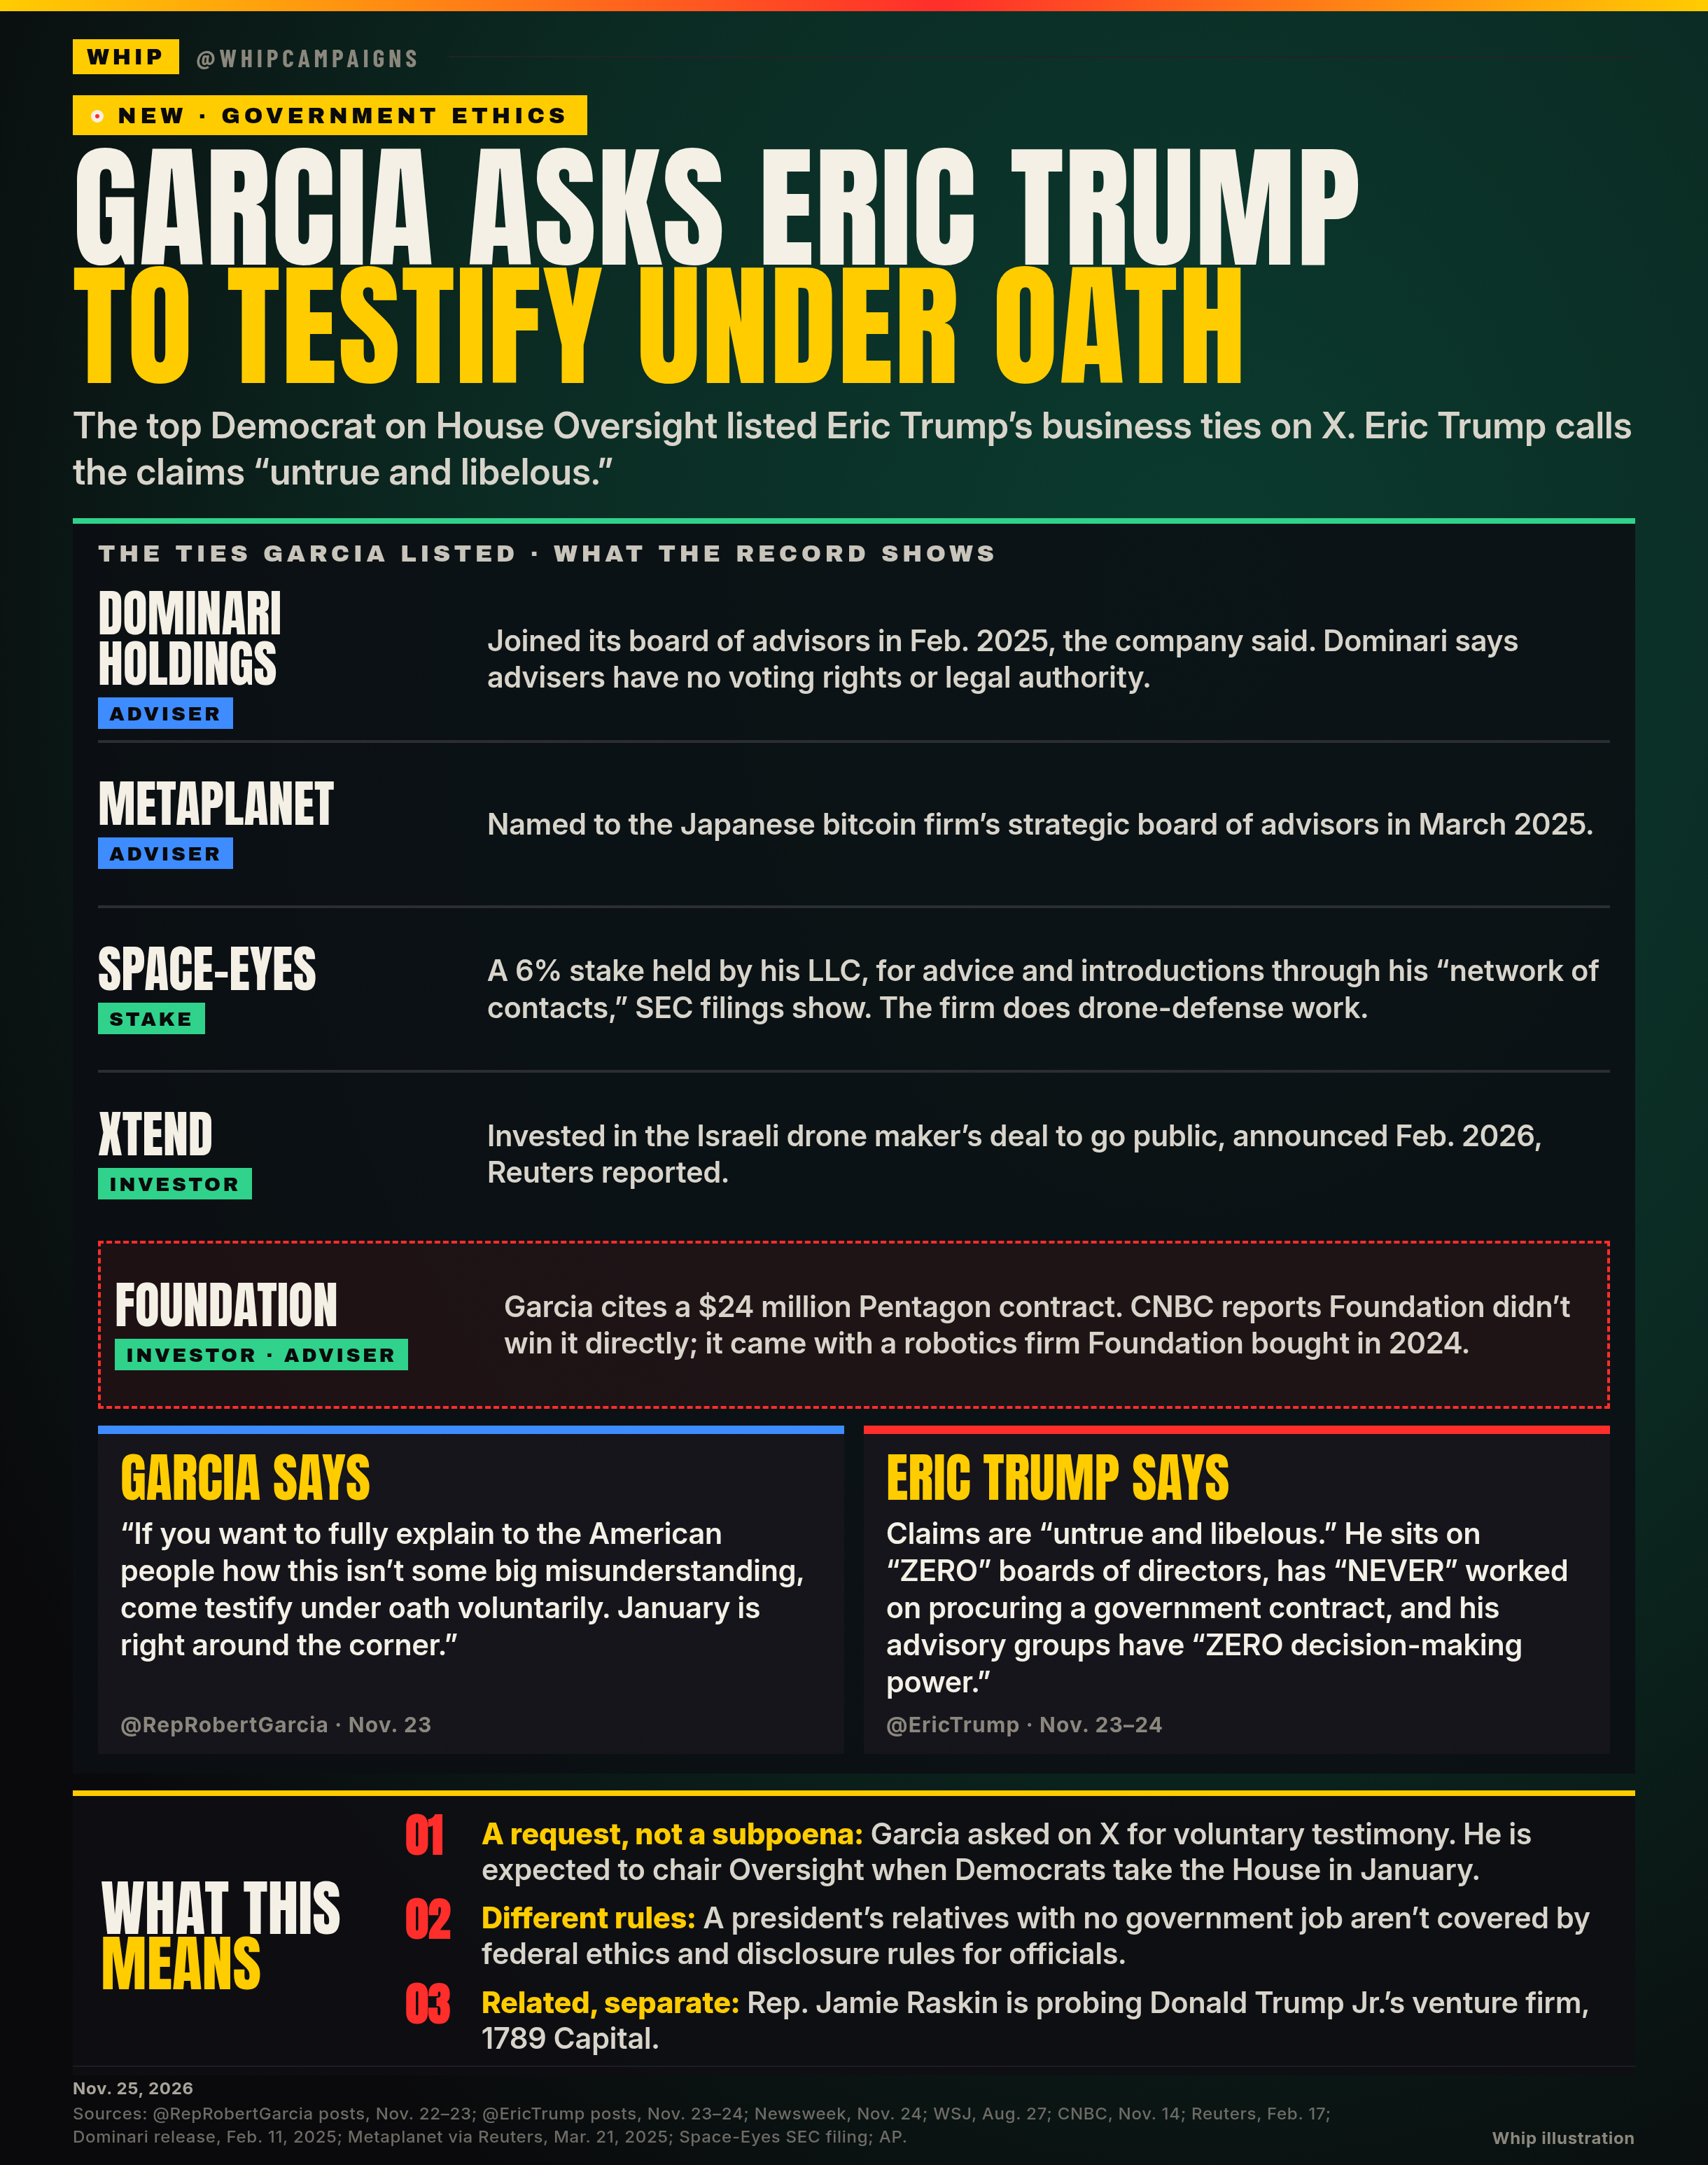 WHIP @WHIPCAMPAIGNS
NEW · GOVERNMENT ETHICS
GARCIA ASKS ERIC TRUMP
TO TESTIFY UNDER OATH
The top Democrat on House Oversight listed Eric Trump’s business ties on X. Eric Trump calls
the claims “untrue and libelous.”
THE TIES GARCIA LISTED · WHAT THE RECORD SHOWS
DOMINARI
HOLDINGS
ADVISER
Joined its board of advisors in Feb. 2025, the company said. Dominari says
advisers have no voting rights or legal authority.
METAPLANET
ADVISER
Named to the Japanese bitcoin firm’s strategic board of advisors in March 2025.
SPACE-EYES
STAKE
A 6% stake held by his LLC, for advice and introductions through his “network of
contacts,” SEC filings show. The firm does drone-defense work.
XTEND
INVESTOR
Invested in the Israeli drone maker’s deal to go public, announced Feb. 2026,
Reuters reported.
FOUNDATION
INVESTOR · ADVISER
Garcia cites a $24 million Pentagon contract. CNBC reports Foundation didn’t
win it directly; it came with a robotics firm Foundation bought in 2024.
GARCIA SAYS
“If you want to fully explain to the American
people how this isn’t some big misunderstanding,
come testify under oath voluntarily. January is
right around the corner.”
@RepRobertGarcia · Nov. 23
ERIC TRUMP SAYS
Claims are “untrue and libelous.” He sits on
“ZERO” boards of directors, has “NEVER” worked
on procuring a government contract, and his
advisory groups have “ZERO decision-making
power.”
@EricTrump · Nov. 23–24
WHAT THIS
MEANS
01 A request, not a subpoena: Garcia asked on X for voluntary testimony. He is
expected to chair Oversight when Democrats take the House in January.
02 Different rules: A president’s relatives with no government job aren’t covered by
federal ethics and disclosure rules for officials.
03 Related, separate: Rep. Jamie Raskin is probing Donald Trump Jr.’s venture firm,
1789 Capital.
Nov. 25, 2026
Sources: @RepRobertGarcia posts, Nov. 22–23; @EricTrump posts, Nov. 23–24; Newsweek, Nov. 24; WSJ, Aug. 27; CNBC, Nov. 14; Reuters, Feb. 17;
Dominari release, Feb. 11, 2025; Metaplanet via Reuters, Mar. 21, 2025; Space-Eyes SEC filing; AP.
Whip illustration